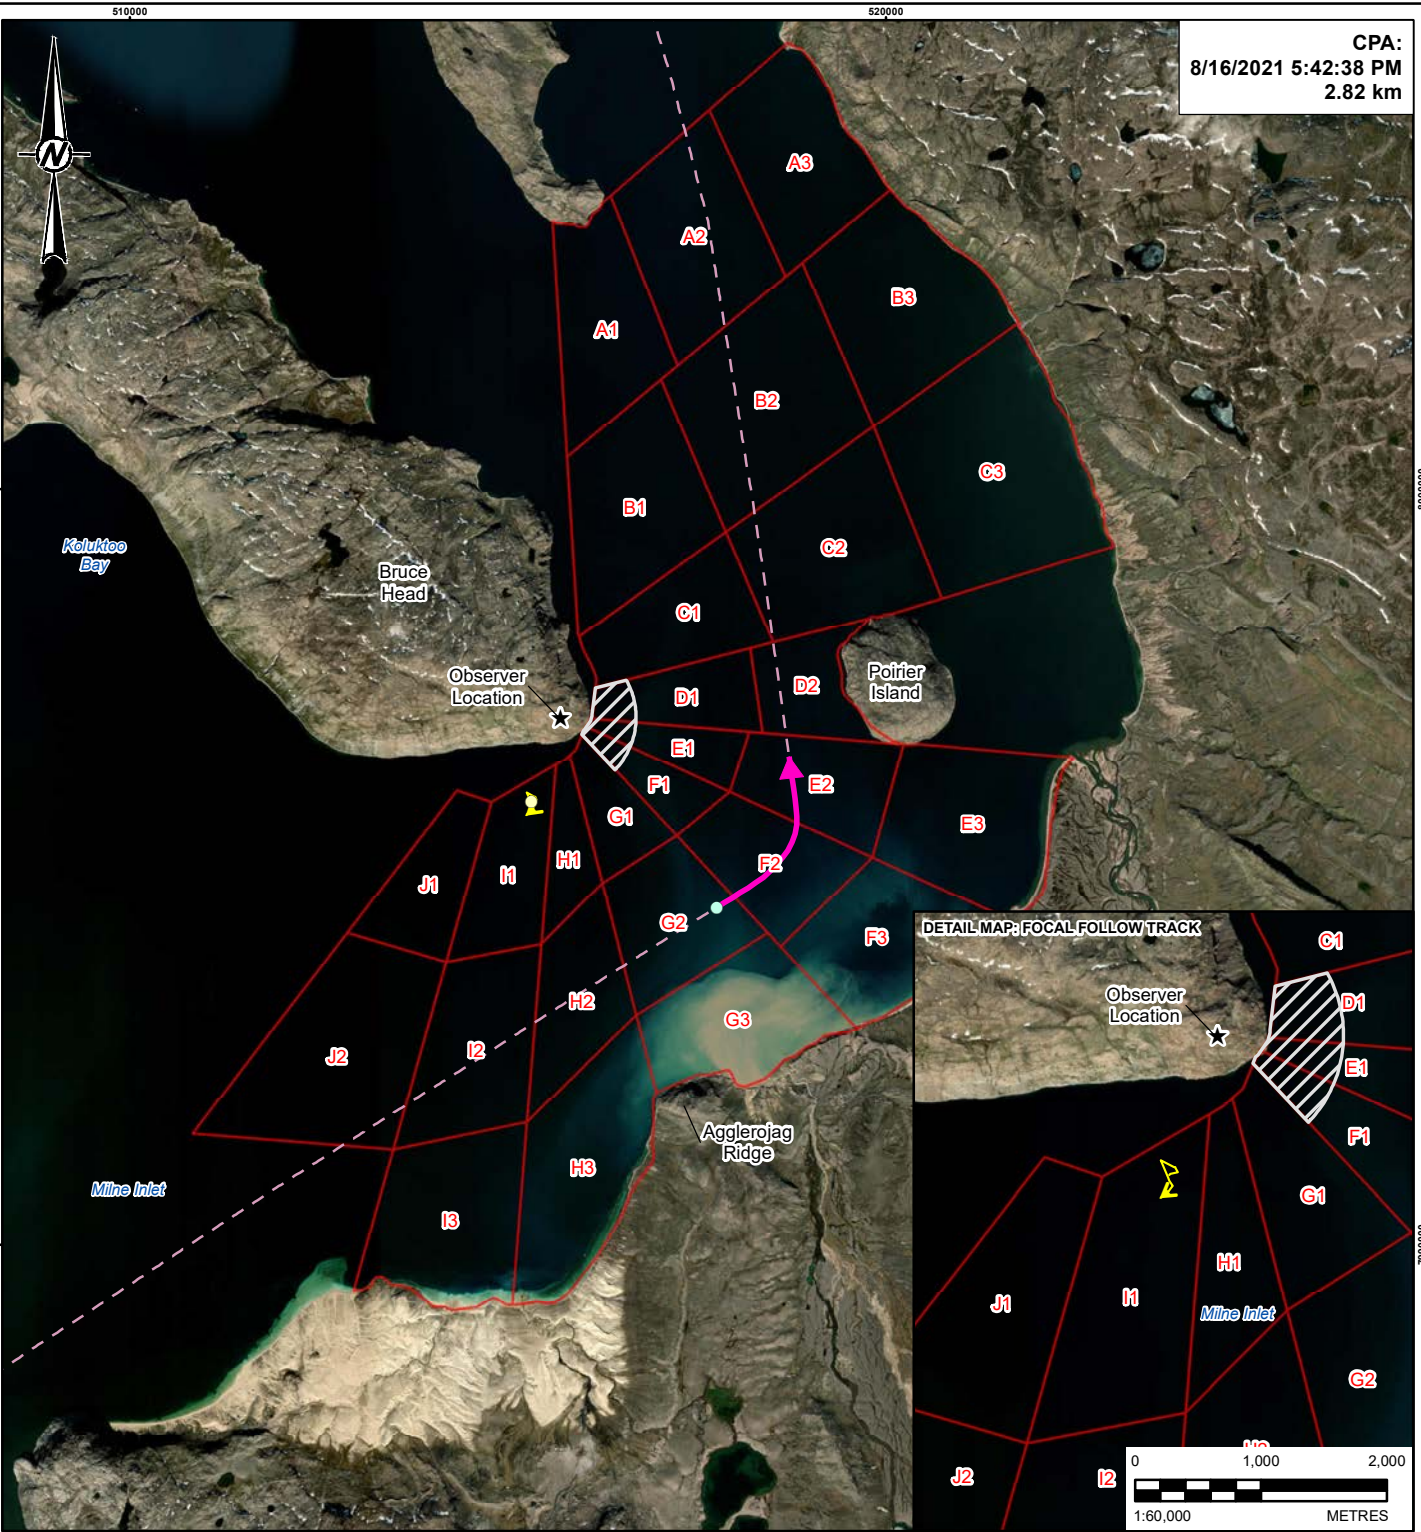 510000
520000
CPA:
8/16/2021 5:42:38 PM
2.82 km
N
A3
A2
B3
A1
B2
C3
B1
C2
Koluktoo
Bay
Bruce
Head
C1
Observer
Location
Poirier
Island
D1
D2
E1
F1
E2
G1
E3
H1
F2
I1
J1
G2
F3
H2
G3
I2
J2
Agglerojag
Ridge
H3
Milne Inlet
I3
DETAIL MAP: FOCAL FOLLOW TRACK
C1
Observer
Location
D1
E1
F1
G1
H1
I1
J1
Milne Inlet
G2
H2
J2
I2
0 1,000 2,000
1:60,000 METRES